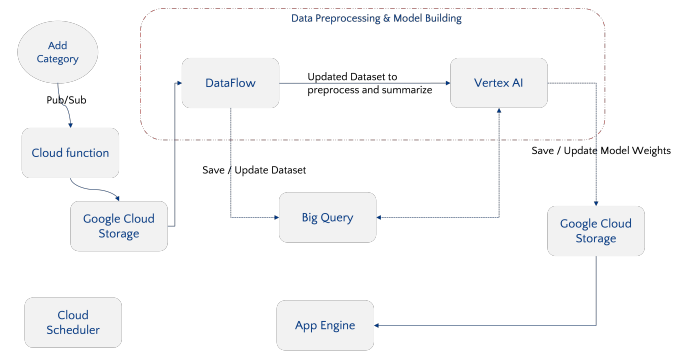 Data Preprocessing & Model Building
Add
Category
Pub/Sub
DataFlow
Updated Dataset to
preprocess and summarize
Vertex AI
Cloud function
Save / Update Dataset
Save / Update Model Weights
Google Cloud
Storage
Big Query
Google Cloud
Storage
Cloud
Scheduler
App Engine